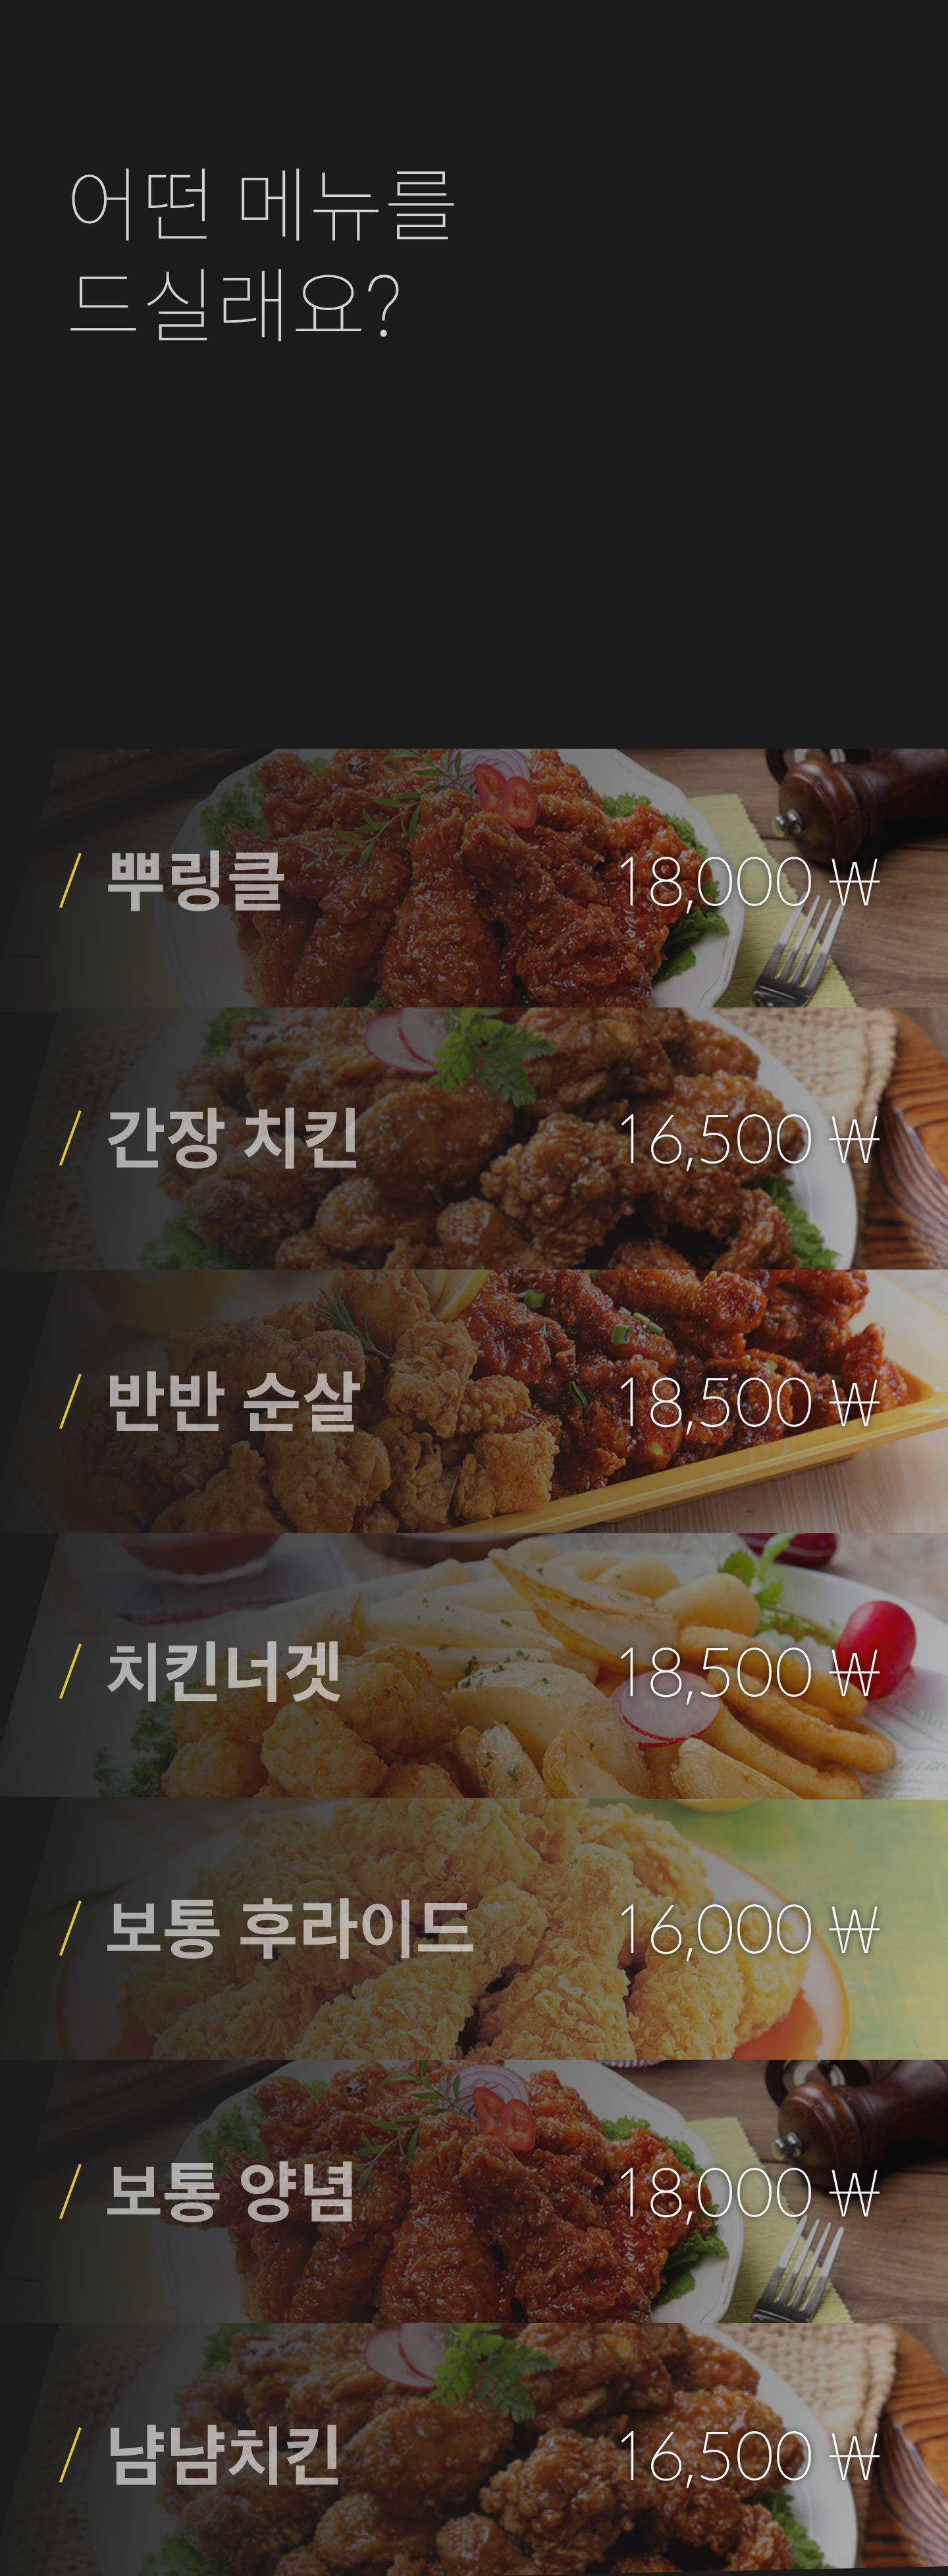 어떤 메뉴를
드실래요?
뿌링클 18,000 ₩
간장 치킨 16,500 ₩
반반 순살 18,500 ₩
치킨너겟 18,500 ₩
보통 후라이드 16,000 ₩
보통 양념 18,000 ₩
냠냠치킨 16,500 ₩